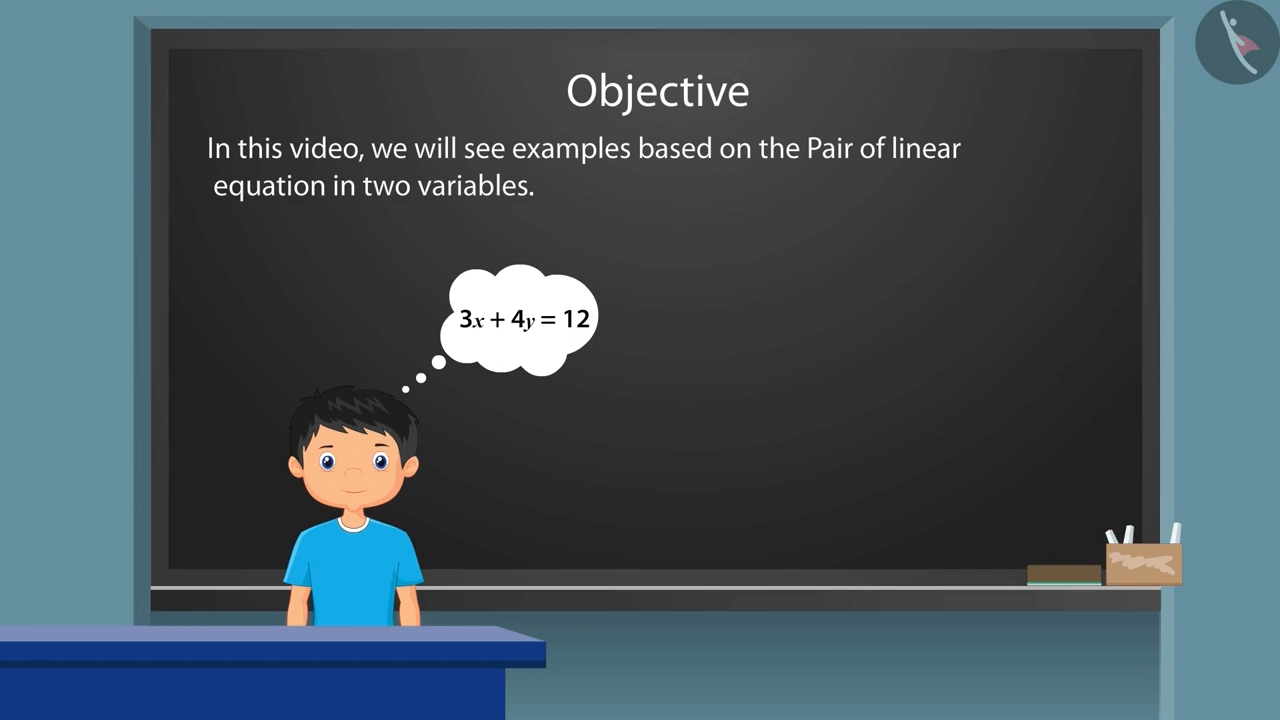 Objective
In this video, we will see examples based on the Pair of linear
equation in two variables.
3x + 4y = 12